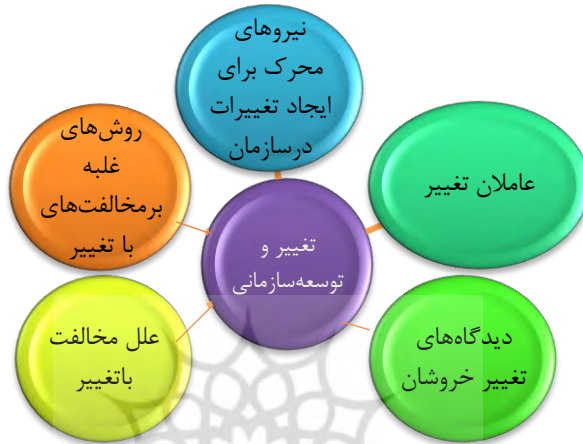 نیروهای
محرک برای
ایجاد تغییرات
درسازمان
عاملان تغییر
دیدگاه‌های
تغییر خروشان
علل مخالفت
باتغییر
روش‌های
غلبه
برمخالفت‌های
با تغییر
تغییر و
توسعه‌سازمانی